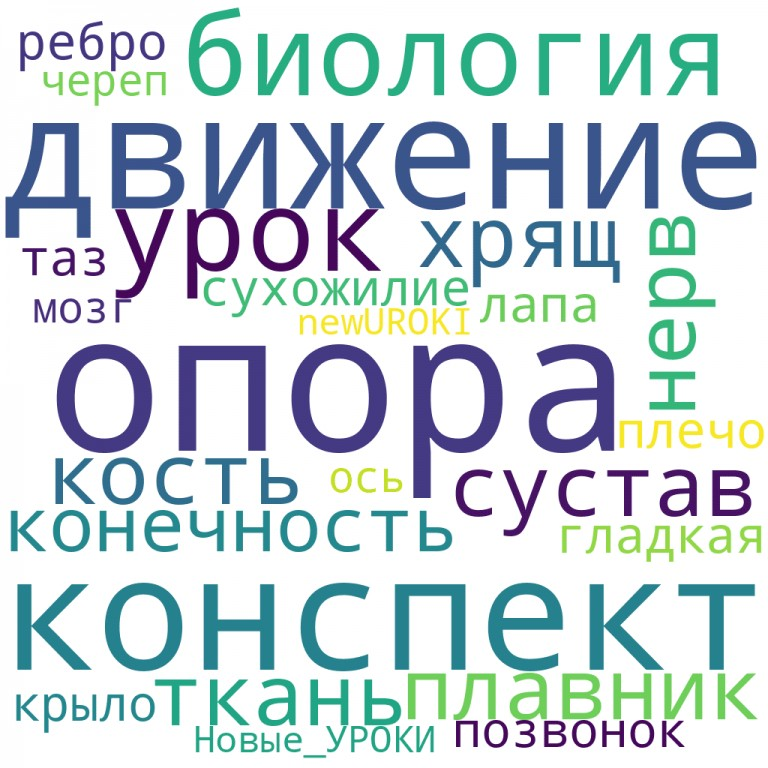 ребро
биология
череп
движение
урок
хрящ
таз
нерв
сухожилие
мозг
лапа
newUROKI
опора
плечо
кость
ось
сустав
конечность
гладкая
конспект
ткань
плавник
крыло
позвонок
Новые_УРОКИ